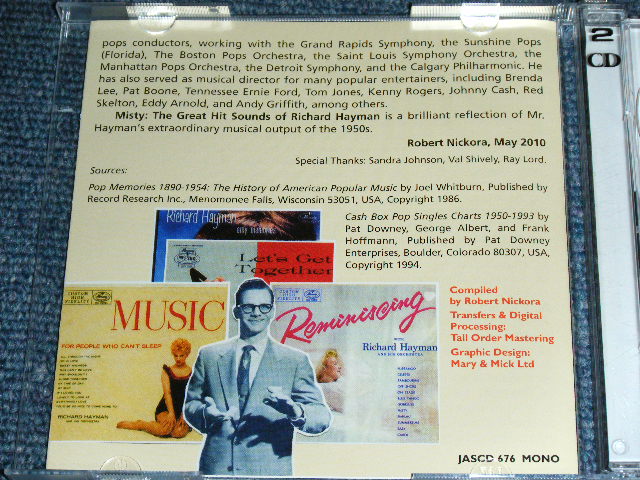 pops conductors, working with the Grand Rapids Symphony, the Sunshine Pops
(Florida), The Boston Pops Orchestra, the Saint Louis Symphony Orchestra, the
Manhattan Pops Orchestra, the Detroit Symphony, and the Calgary Philharmonic. He
has also served as musical director for many popular entertainers, including Brenda
Lee, Pat Boone, Tennessee Ernie Ford, Tom Jones, Kenny Rogers, Johnny Cash, Red
Skelton, Eddy Arnold, and Andy Griffith, among others.
Misty: The Great Hit Sounds of Richard Hayman is a brilliant reflection of Mr.
Hayman's extraordinary musical output of the 1950s.
Robert Nickora, May 2010
Special Thanks: Sandra Johnson, Val Shively, Ray Lord.
Sources:
Pop Memories 1890-1954: The History of American Popular Music by Joel Whitburn, Published by
Record Research Inc., Menomonee Falls, Wisconsin 53051, USA, Copyright 1986.
Cash Box Pop Singles Charts 1950-1993 by
Pat Downey, George Albert, and Frank
Hoffmann, Published by Pat Downey
Enterprises, Boulder, Colorado 80307, USA,
Copyright 1994.
Richard Hayman
Let's Get
Together
MUSIC
FOR PEOPLE WHO CAN'T SLEEP
RICHARD HAYMAN
Reminiscing
WITH
Richard Hayman
AND HIS ORCHESTRA
Compiled
by Robert Nickora
Transfers & Digital
Processing:
Tall Order Mastering
Graphic Design:
Mary & Mick Ltd
JASCD 676 MONO
2
CD